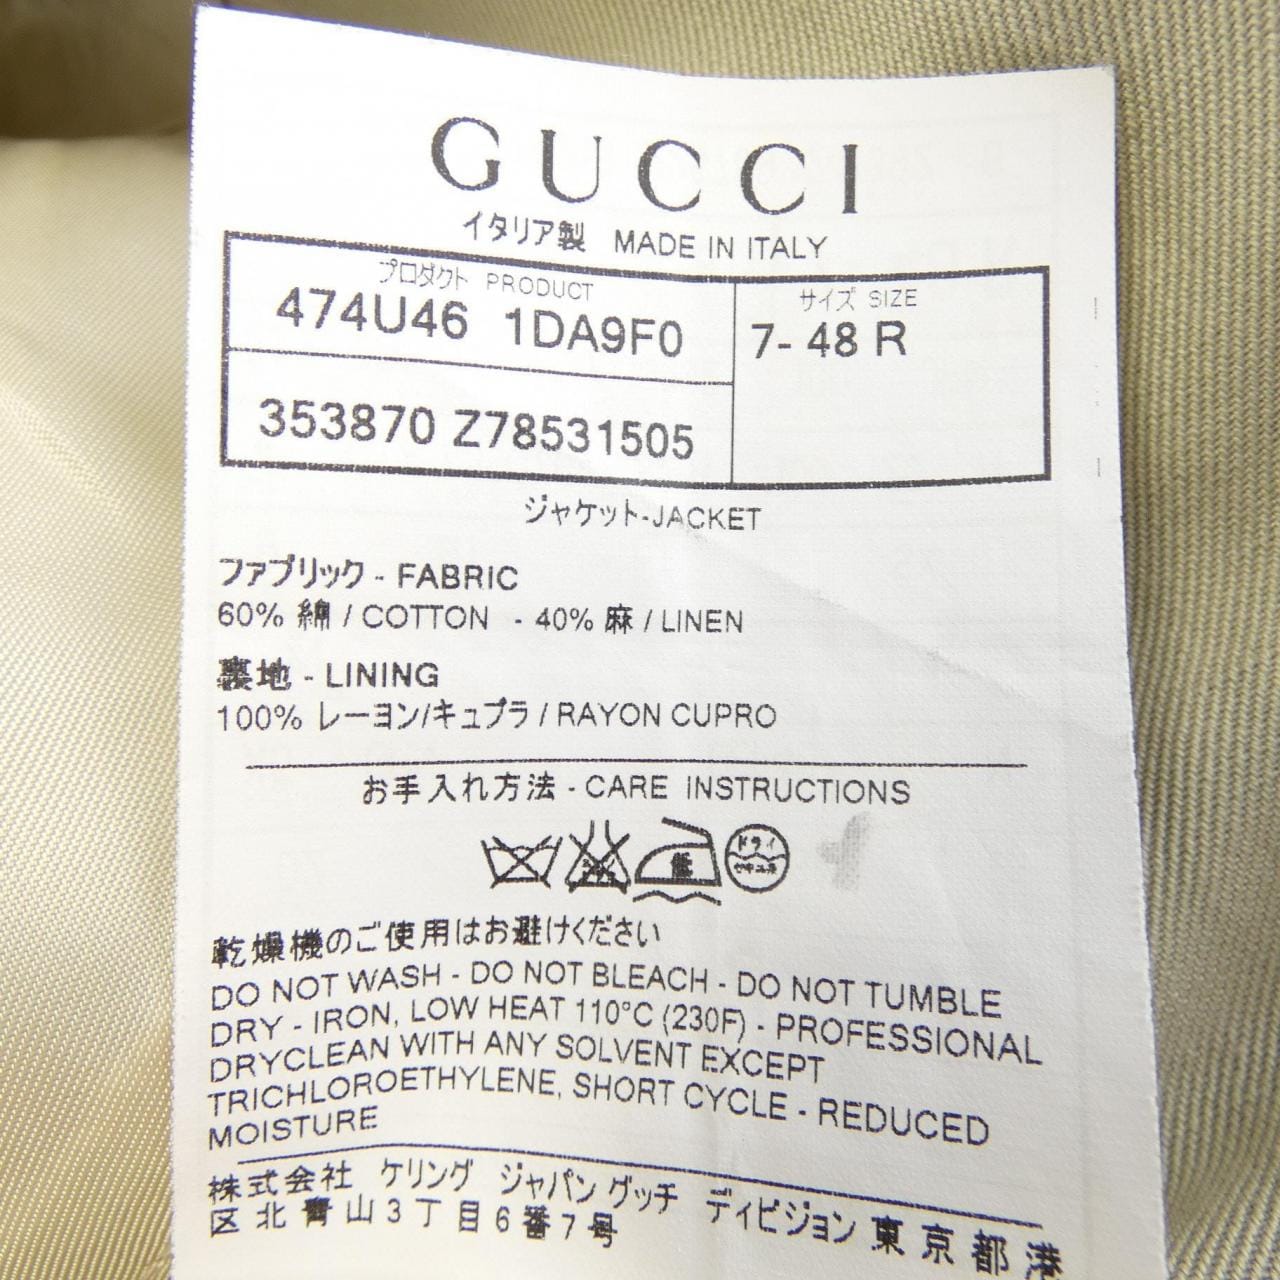 GUCCI
イタリア製 MADE IN ITALY
プロダクト PRODUCT
474U46 1DA9F0
サイズ SIZE
7- 48 R
353870 Z78531505
ジャケット-JACKET
ファブリック - FABRIC
60% 綿 / COTTON - 40% 麻 / LINEN
裏地 - LINING
100% レーヨン/キュプラ / RAYON CUPRO
お手入れ方法 - CARE INSTRUCTIONS
低 ドライ
乾燥機のご使用はお避けください
DO NOT WASH - DO NOT BLEACH - DO NOT TUMBLE
DRY - IRON, LOW HEAT 110°C (230F) - PROFESSIONAL
DRYCLEAN WITH ANY SOLVENT EXCEPT
TRICHLOROETHYLENE, SHORT CYCLE - REDUCED
MOISTURE
株式会社 ケリング ジャパン グッチ ディビジョン 東京都港
区北青山3丁目6番7号